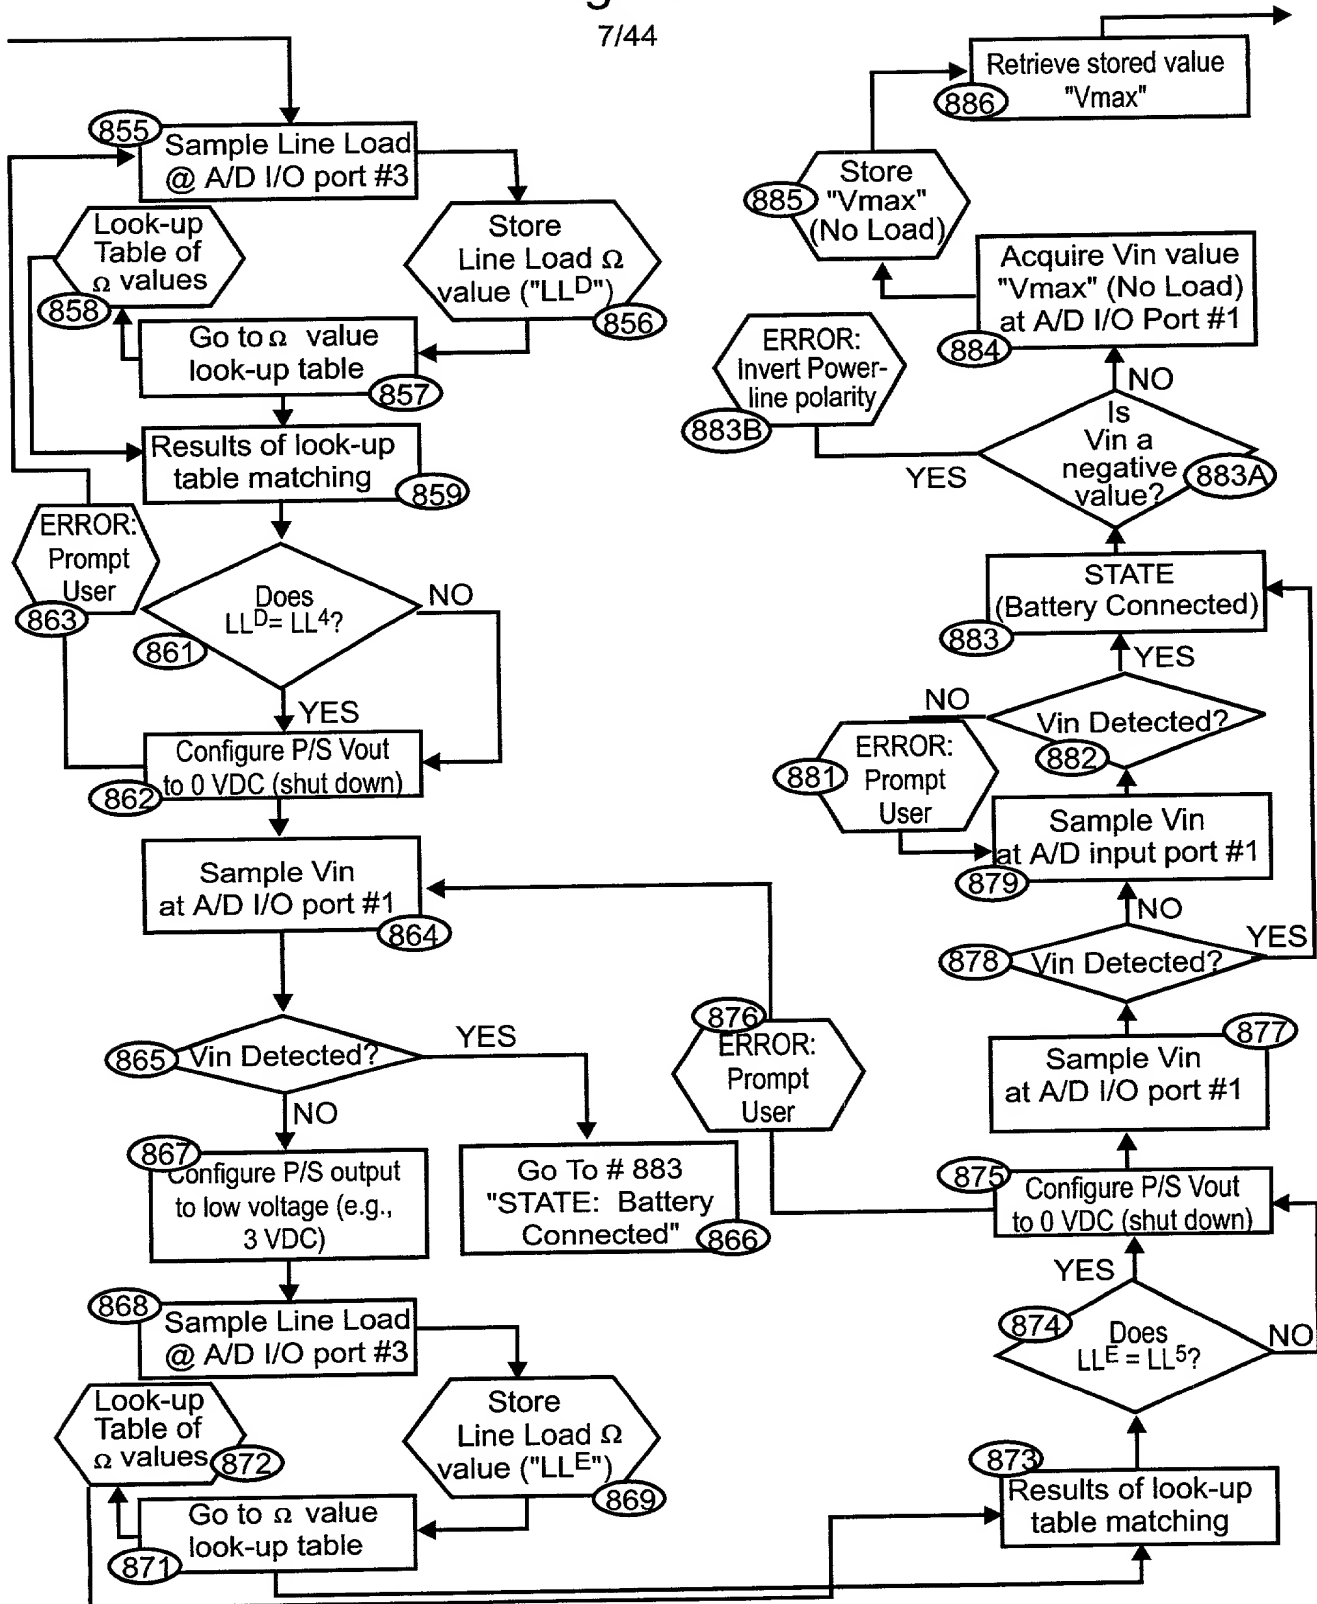 7/44
855
Sample Line Load
@ A/D I/O port #3
Look-up
Table of
Ω values
858
Store
Line Load Ω
value ("LLD")
856
Go to Ω value
look-up table
857
Results of look-up
table matching
859
ERROR:
Prompt
User
863
Does
LLD= LL4?
861
NO
YES
Configure P/S Vout
to 0 VDC (shut down)
862
Sample Vin
at A/D I/O port #1
864
865
Vin Detected?
YES
NO
867
Configure P/S output
to low voltage (e.g.,
3 VDC)
Go To # 883
"STATE: Battery
Connected"
866
868
Sample Line Load
@ A/D I/O port #3
Look-up
Table of
Ω values
872
Store
Line Load Ω
value ("LLE")
869
Go to Ω value
look-up table
871
Retrieve stored value
"Vmax"
886
Store
"Vmax"
(No Load)
885
Acquire Vin value
"Vmax" (No Load)
at A/D I/O Port #1
884
ERROR:
Invert Power-
line polarity
883B
NO
Is
Vin a
negative
value?
883A
YES
STATE
(Battery Connected)
883
YES
NO
Vin Detected?
882
ERROR:
Prompt
User
881
Sample Vin
at A/D input port #1
879
NO
YES
878
Vin Detected?
876
ERROR:
Prompt
User
877
Sample Vin
at A/D I/O port #1
875
Configure P/S Vout
to 0 VDC (shut down)
YES
874
Does
LLE = LL5?
NO
873
Results of look-up
table matching